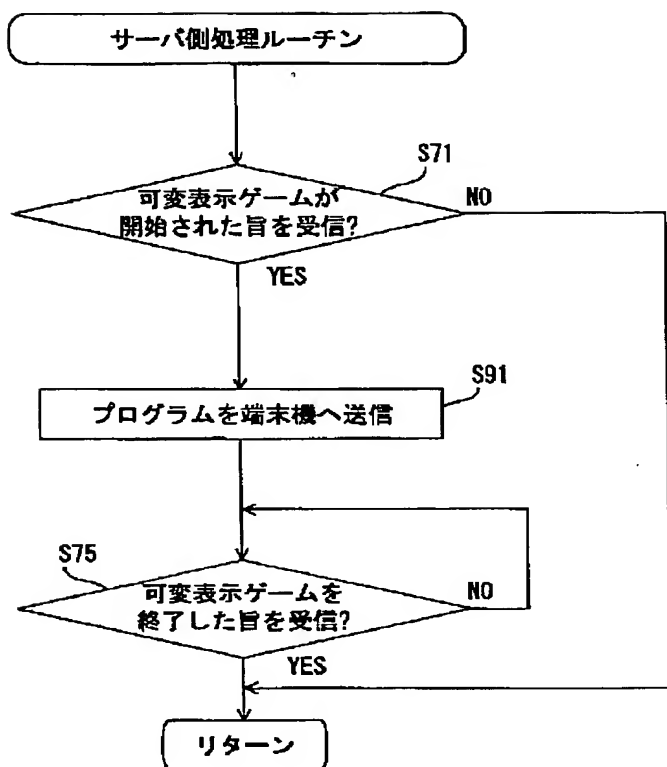 サーバ側処理ルーチン
S71
可変表示ゲームが
開始された旨を受信?
NO
YES
S91
プログラムを端末機へ送信
S75
可変表示ゲームを
終了した旨を受信?
NO
YES
リターン